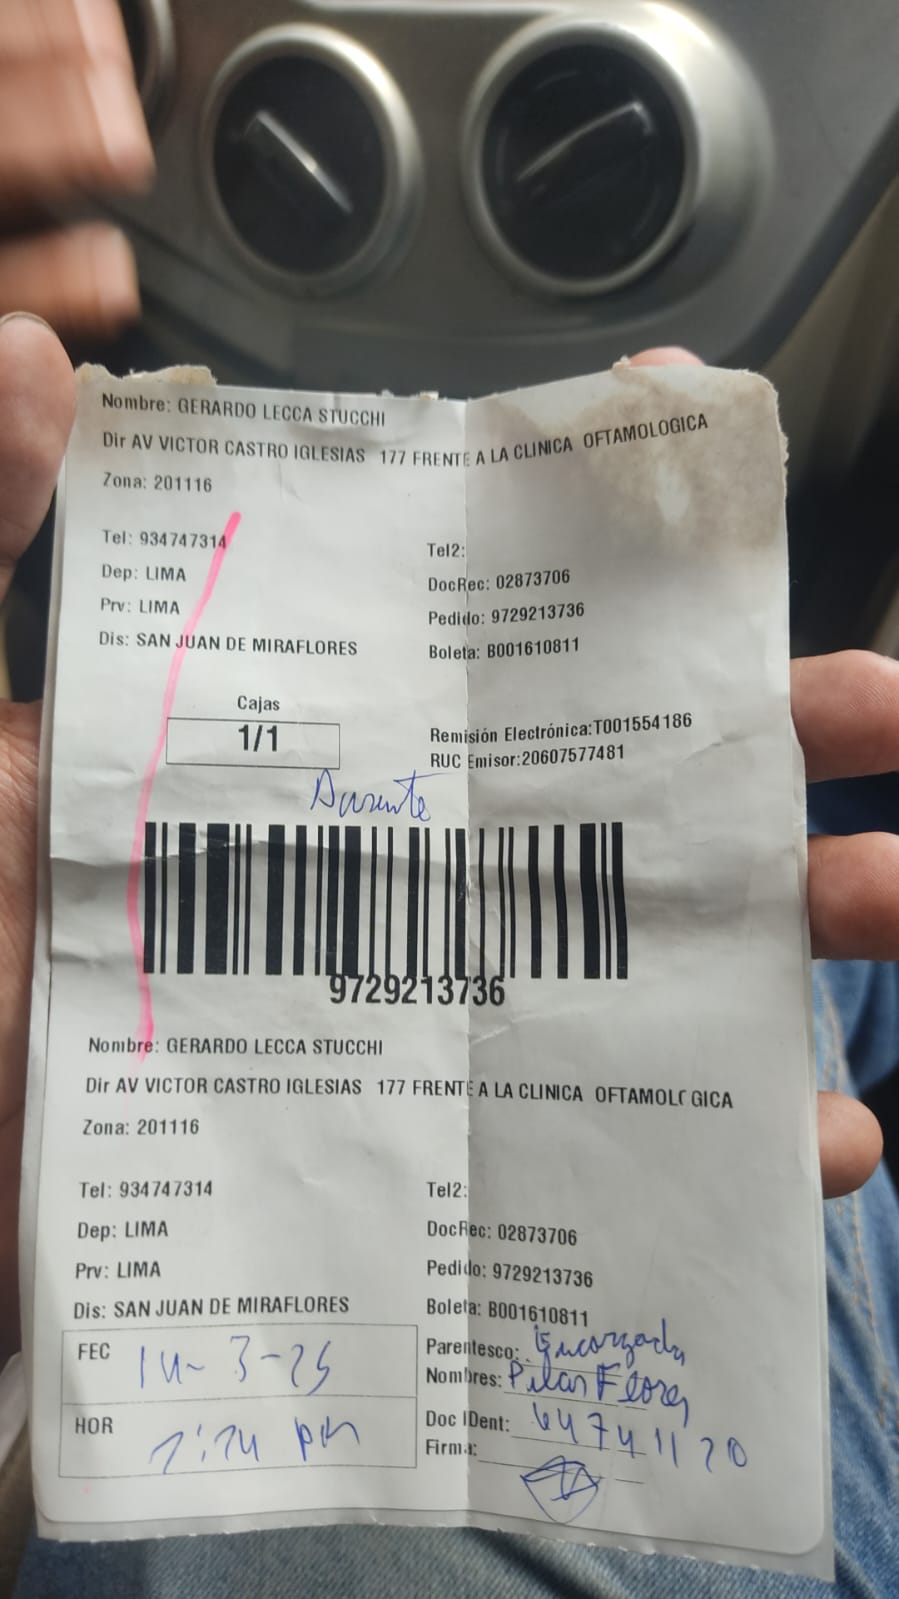 Nombre: GERARDO LECCA STUCCHI
Dir AV VICTOR CASTRO IGLESIAS 177 FRENTE A LA CLINICA OFTAMOLOGICA
Zona: 201116
Tel: 934747314
Tel2:
Dep: LIMA
DocRec: 02873706
Prv: LIMA
Pedido: 9729213736
Dis: SAN JUAN DE MIRAFLORES
Boleta: B001610811
Cajas
1/1
Remisión Electrónica:T001554186
RUC Emisor:20607577481
9729213736
Nombre: GERARDO LECCA STUCCHI
Dir AV VICTOR CASTRO IGLESIAS 177 FRENTE A LA CLINICA OFTAMOLOGICA
Zona: 201116
Tel: 934747314
Tel2:
Dep: LIMA
DocRec: 02873706
Prv: LIMA
Pedido: 9729213736
Dis: SAN JUAN DE MIRAFLORES
Boleta: B001610811
FEC
Parentesco: Encargada
Nombres: Pilar Flores
HOR
Doc IDent:
Firma: